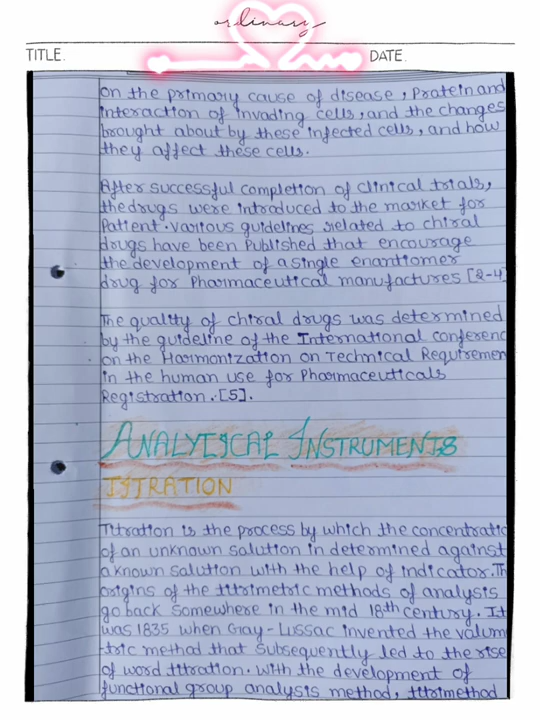 ordinary
TITLE. DATE.
on the primary cause of disease, Protein and
interaction of invading cells, and the changes
brought about by these infected cells, and how
they affect these cells.
After successful completion of clinical trials,
the drugs were introduced to the market for
Patient. various guidelines related to chiral
drugs have been Published that encourage
the development of a single enantiomer
drug for Pharmaceutical manufactures [2-4]
The quality of chiral drugs was determined
by the guideline of the International conferenc
on the Harmonization on Technical Requiremen
in the human use for Pharmaceuticals
Registration.[5].
ANALYTICAL INSTRUMENTS
TITRATION
Titration is the process by which the concentratio
of an unknown solution in determined against
a known solution with the help of indicator. Th
origins of the titrimetric methods of analysis
go back somewhere in the mid 18th century. It
was 1835 when Gay-Lussac invented the volum
-tric method that subsequently led to the rise
of word titration. with the development of
functional group analysis method, titrimethod